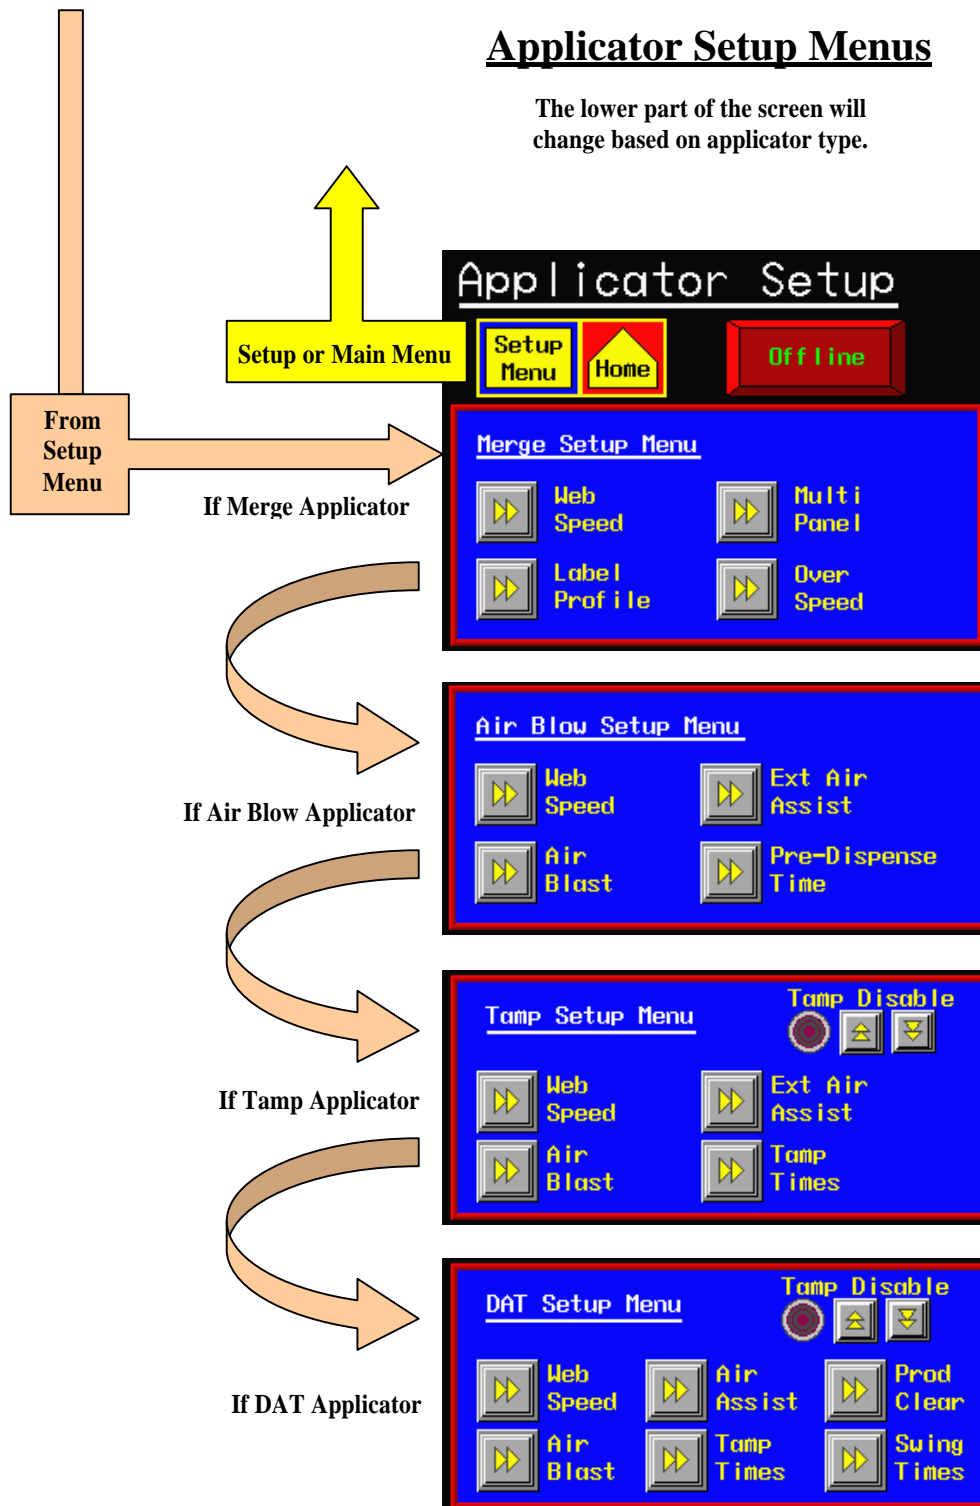 Applicator Setup Menus
The lower part of the screen will
change based on applicator type.
Applicator Setup
Setup or Main Menu
Setup
Menu
Home
Offline
From
Setup
Menu
If Merge Applicator
Merge Setup Menu
Web
Speed
Multi
Panel
Label
Profile
Over
Speed
If Air Blow Applicator
Air Blow Setup Menu
Web
Speed
Ext Air
Assist
Air
Blast
Pre-Dispense
Time
If Tamp Applicator
Tamp Setup Menu
Tamp Disable
Web
Speed
Ext Air
Assist
Air
Blast
Tamp
Times
If DAT Applicator
DAT Setup Menu
Tamp Disable
Web
Speed
Air
Assist
Prod
Clear
Air
Blast
Tamp
Times
Swing
Times